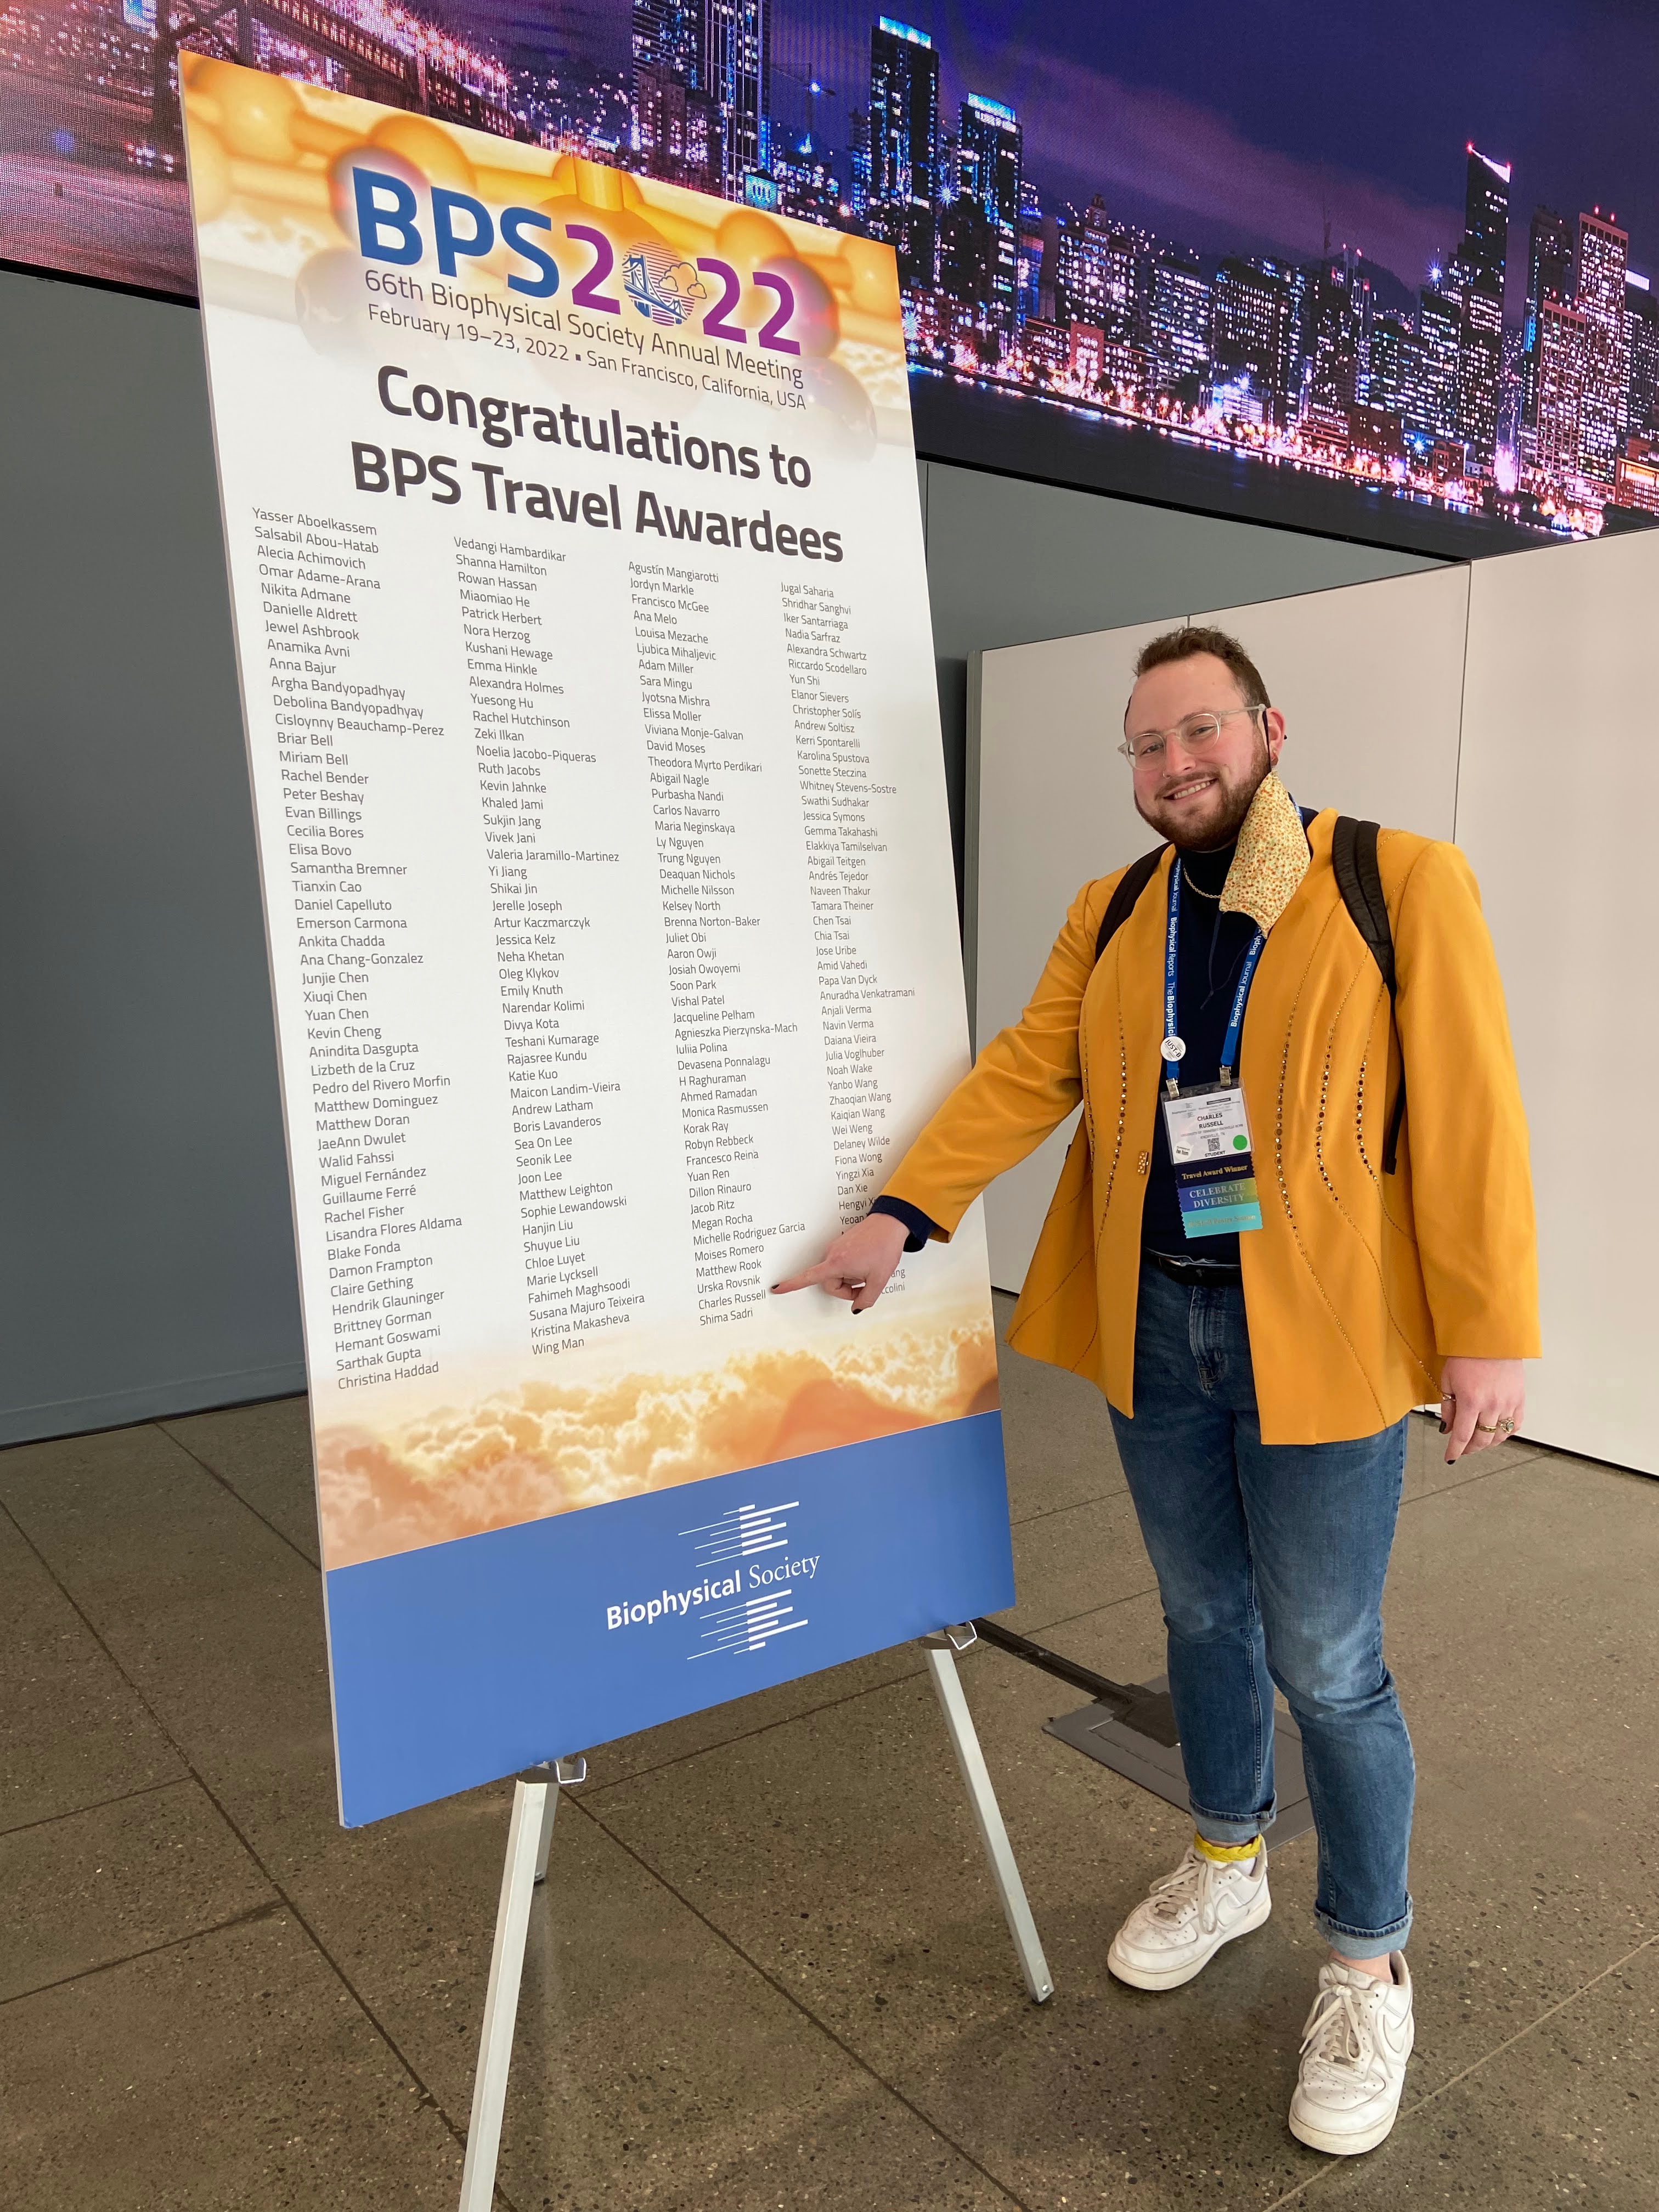 BPS2022
66th Biophysical Society Annual Meeting
February 19–23, 2022 ▪ San Francisco, California, USA
Congratulations to
BPS Travel Awardees
Yasser Aboelkassem
Salsabil Abou-Hatab
Alecia Achimovich
Omar Adame-Arana
Nikita Admane
Danielle Aldrett
Jewel Ashbrook
Anamika Avni
Anna Bajur
Argha Bandyopadhyay
Debolina Bandyopadhyay
Cisloynny Beauchamp-Perez
Briar Bell
Miriam Bell
Rachel Bender
Peter Beshay
Evan Billings
Cecilia Bores
Elisa Bovo
Samantha Bremner
Tianxin Cao
Daniel Capelluto
Emerson Carmona
Ankita Chadda
Ana Chang-Gonzalez
Junjie Chen
Xiuqi Chen
Yuan Chen
Kevin Cheng
Anindita Dasgupta
Lizbeth de la Cruz
Pedro del Rivero Morfin
Matthew Dominguez
Matthew Doran
JaeAnn Dwulet
Walid Fahssi
Miguel Fernández
Guillaume Ferré
Rachel Fisher
Lisandra Flores Aldama
Blake Fonda
Damon Frampton
Claire Gething
Hendrik Glauninger
Brittney Gorman
Hemant Goswami
Sarthak Gupta
Christina Haddad
Vedangi Hambardikar
Shanna Hamilton
Rowan Hassan
Miaomiao He
Patrick Herbert
Nora Herzog
Kushani Hewage
Emma Hinkle
Alexandra Holmes
Yuesong Hu
Rachel Hutchinson
Zeki Ilkan
Noelia Jacobo-Piqueras
Ruth Jacobs
Kevin Jahnke
Khaled Jami
Sukjin Jang
Vivek Jani
Valeria Jaramillo-Martinez
Yi Jiang
Shikai Jin
Jerelle Joseph
Artur Kaczmarczyk
Jessica Kelz
Neha Khetan
Oleg Klykov
Emily Knuth
Narendar Kolimi
Divya Kota
Teshani Kumarage
Rajasree Kundu
Katie Kuo
Maicon Landim-Vieira
Andrew Latham
Boris Lavanderos
Sea On Lee
Seonik Lee
Joon Lee
Matthew Leighton
Sophie Lewandowski
Hanjin Liu
Shuyue Liu
Chloe Luyet
Marie Lycksell
Fahimeh Maghsoodi
Susana Majuro Teixeira
Kristina Makasheva
Wing Man
Agustín Mangiarotti
Jordyn Markle
Francisco McGee
Ana Melo
Louisa Mezache
Ljubica Mihaljevic
Adam Miller
Sara Mingu
Jyotsna Mishra
Elissa Moller
Viviana Monje-Galvan
David Moses
Theodora Myrto Perdikari
Abigail Nagle
Purbasha Nandi
Carlos Navarro
Maria Neginskaya
Ly Nguyen
Trung Nguyen
Deaquan Nichols
Michelle Nilsson
Kelsey North
Brenna Norton-Baker
Juliet Obi
Aaron Owji
Josiah Owoyemi
Soon Park
Vishal Patel
Jacqueline Pelham
Agnieszka Pierzynska-Mach
Iuliia Polina
Devasena Ponnalagu
H Raghuraman
Ahmed Ramadan
Monica Rasmussen
Korak Ray
Robyn Rebbeck
Francesco Reina
Yuan Ren
Dillon Rinauro
Jacob Ritz
Megan Rocha
Michelle Rodriguez Garcia
Moises Romero
Matthew Rook
Urska Rovsnik
Charles Russell
Shima Sadri
Jugal Saharia
Shridhar Sanghvi
Iker Santarriaga
Nadia Sarfraz
Alexandra Schwartz
Riccardo Scodellaro
Yun Shi
Elanor Sievers
Christopher Solís
Andrew Soltisz
Kerri Spontarelli
Karolina Spustova
Sonette Steczina
Whitney Stevens-Sostre
Swathi Sudhakar
Jessica Symons
Gemma Takahashi
Elakkiya Tamilselvan
Abigail Teitgen
Andrés Tejedor
Naveen Thakur
Tamara Theiner
Chen Tsai
Chia Tsai
Jose Uribe
Amid Vahedi
Papa Van Dyck
Anuradha Venkatramani
Anjali Verma
Navin Verma
Daiana Vieira
Julia Voglhuber
Noah Wake
Yanbo Wang
Zhaoqian Wang
Kaiqian Wang
Wei Weng
Delaney Wilde
Fiona Wong
Yingzi Xia
Dan Xie
Hengyi
Biophysical Society
Biophysical Reports
Biophysical Journal
CHARLES
RUSSELL
STUDENT
Travel Award Winner
CELEBRATE
DIVERSITY